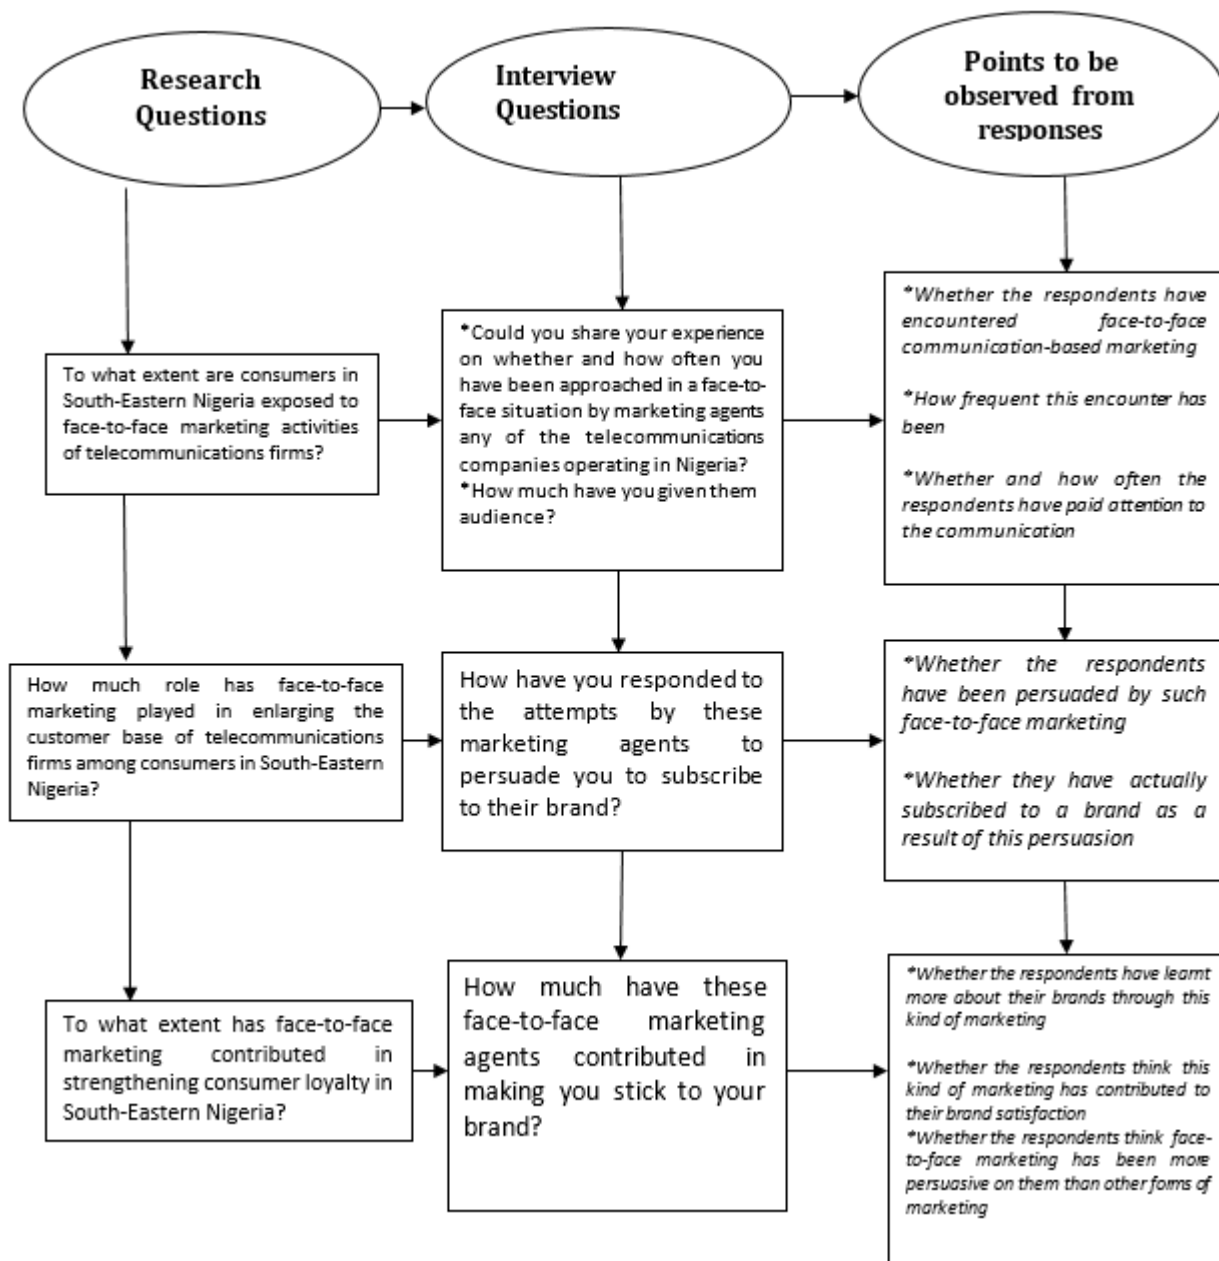 Research
Questions
Interview
Questions
Points to be
observed from
responses
To what extent are consumers in
South-Eastern Nigeria exposed to
face-to-face marketing activities
of telecommunications firms?
*Could you share your experience
on whether and how often you
have been approached in a face-to-
face situation by marketing agents
any of the telecommunications
companies operating in Nigeria?
*How much have you given them
audience?
*Whether the respondents have
encountered face-to-face
communication-based marketing
*How frequent this encounter has
been
*Whether and how often the
respondents have paid attention to
the communication
How much role has face-to-face
marketing played in enlarging the
customer base of telecommunications
firms among consumers in South-Eastern
Nigeria?
How have you responded to
the attempts by these
marketing agents to
persuade you to subscribe
to their brand?
*Whether the respondents
have been persuaded by such
face-to-face marketing
*Whether they have actually
subscribed to a brand as a
result of this persuasion
To what extent has face-to-face
marketing contributed in
strengthening consumer loyalty in
South-Eastern Nigeria?
How much have these
face-to-face marketing
agents contributed in
making you stick to your
brand?
*Whether the respondents have learnt
more about their brands through this
kind of marketing
*Whether the respondents think this
kind of marketing has contributed to
their brand satisfaction
*Whether the respondents think face-
to-face marketing has been more
persuasive on them than other forms of
marketing